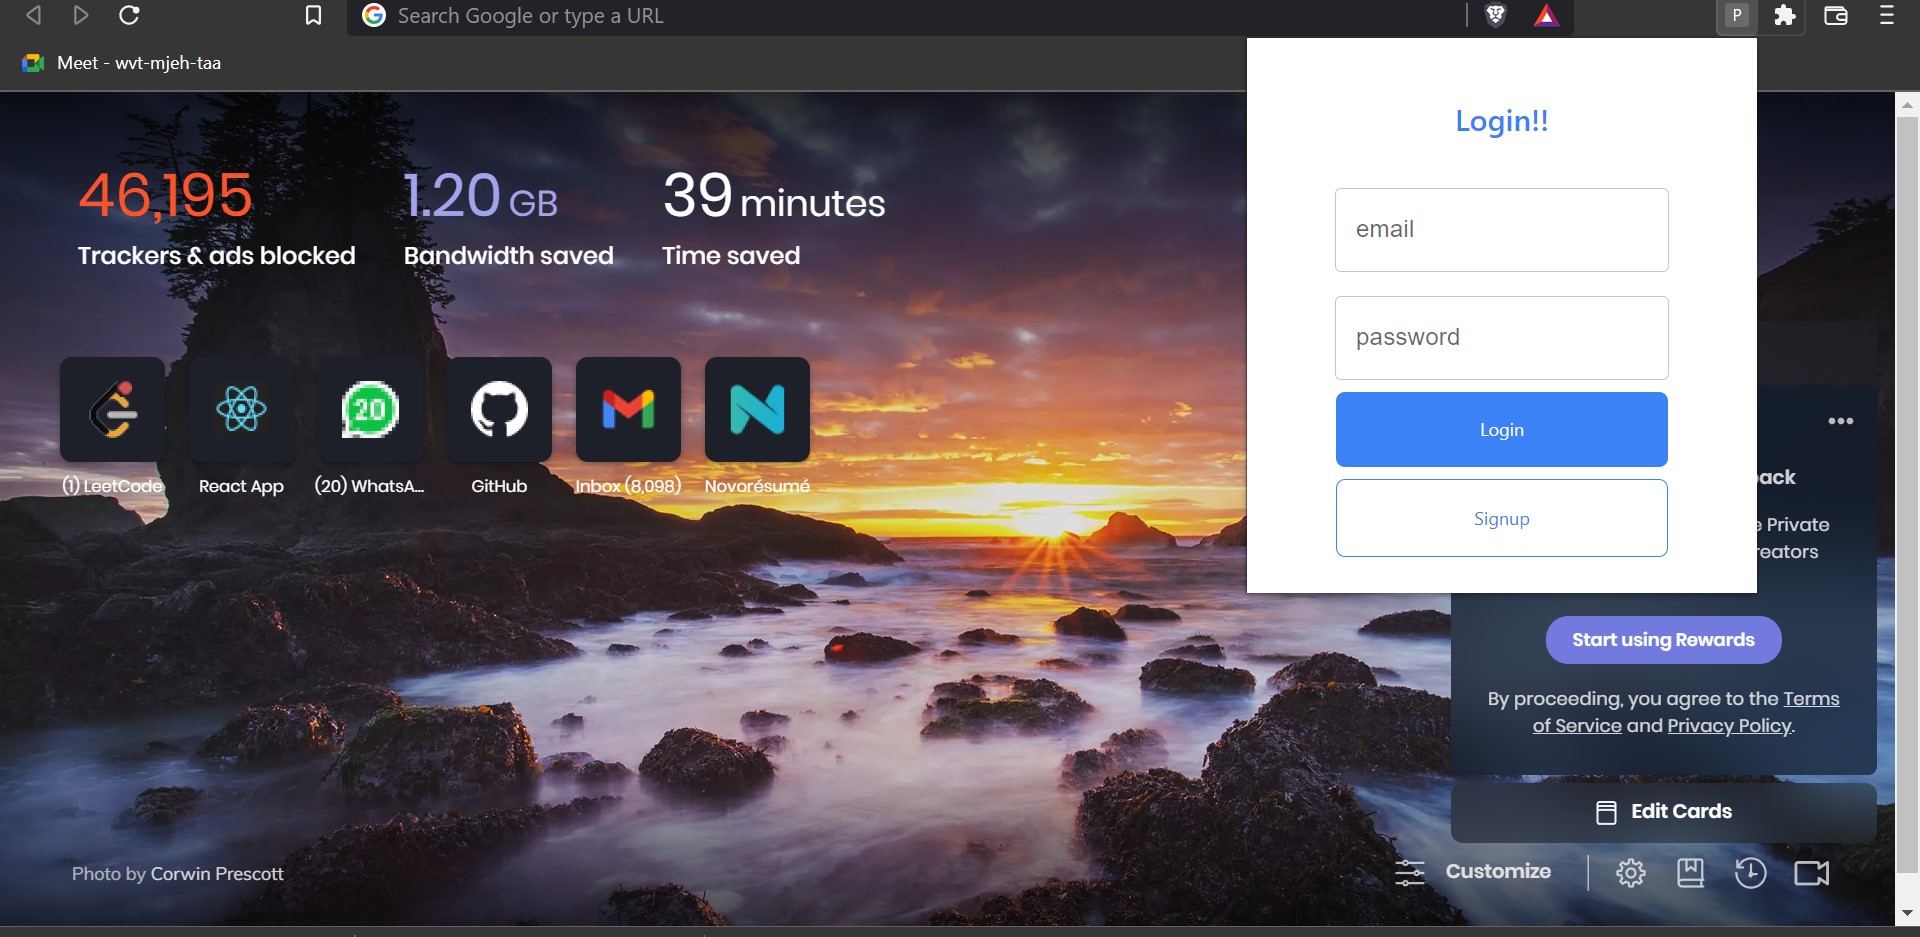 Search Google or type a URL
P
Meet - wvt-mjeh-taa
Login!!
email
password
Login
Signup
46,195
Trackers & ads blocked
1.20 GB
Bandwidth saved
39 minutes
Time saved
20
(1) LeetCode
React App
(20) WhatsA...
GitHub
Inbox (8,098)
Novorésumé
ack
Private
reators
Start using Rewards
By proceeding, you agree to the Terms
of Service and Privacy Policy.
Edit Cards
Photo by Corwin Prescott
Customize